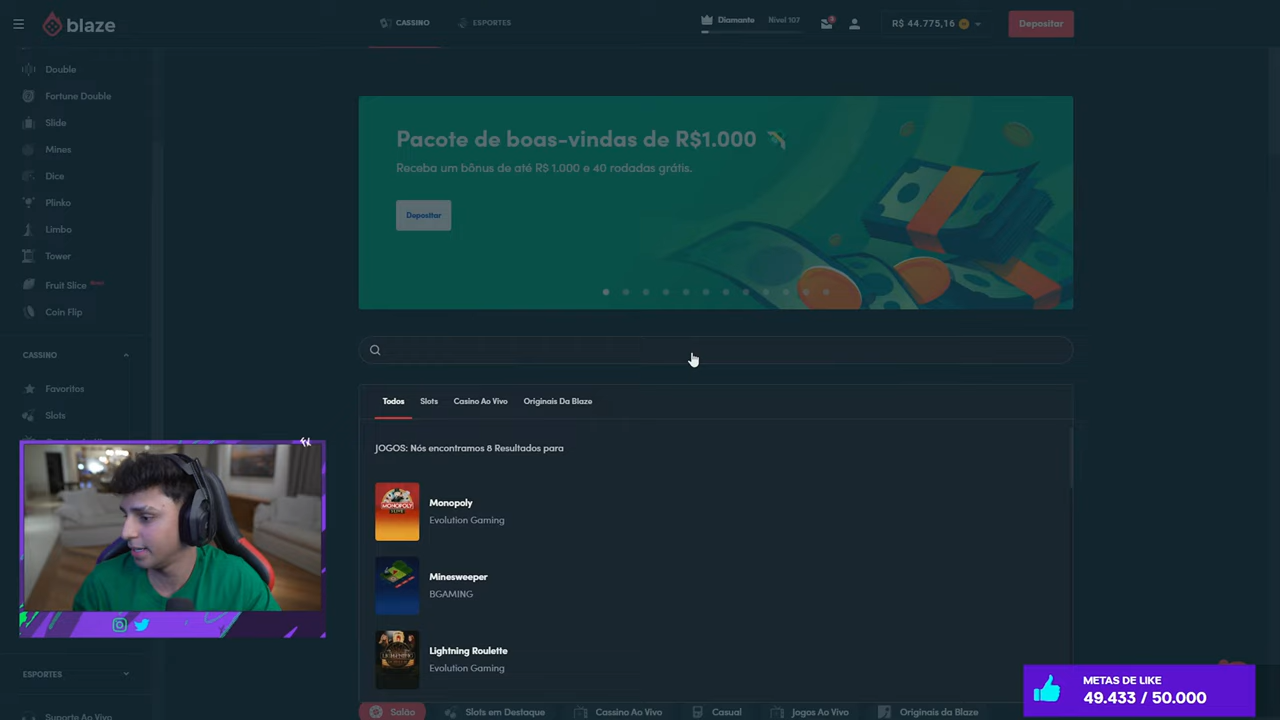 blaze
CASSINO
ESPORTES
Diamante
Nível 107
R$ 44.775,16
Depositar
Double
Fortune Double
Slide
Mines
Dice
Plinko
Limbo
Tower
Fruit Slice
Coin Flip
CASSINO
Favoritos
Slots
ESPORTES
Suporte Ao Vivo
Pacote de boas-vindas de R$1.000
Receba um bônus de até R$ 1.000 e 40 rodadas grátis.
Depositar
Todos
Slots
Casino Ao Vivo
Originais Da Blaze
JOGOS: Nós encontramos 8 Resultados para
Monopoly
Evolution Gaming
Minesweeper
BGAMING
Lightning Roulette
Evolution Gaming
Salão
Slots em Destaque
Cassino Ao Vivo
Casual
Jogos Ao Vivo
Originais da Blaze
METAS DE LIKE
49.433 / 50.000